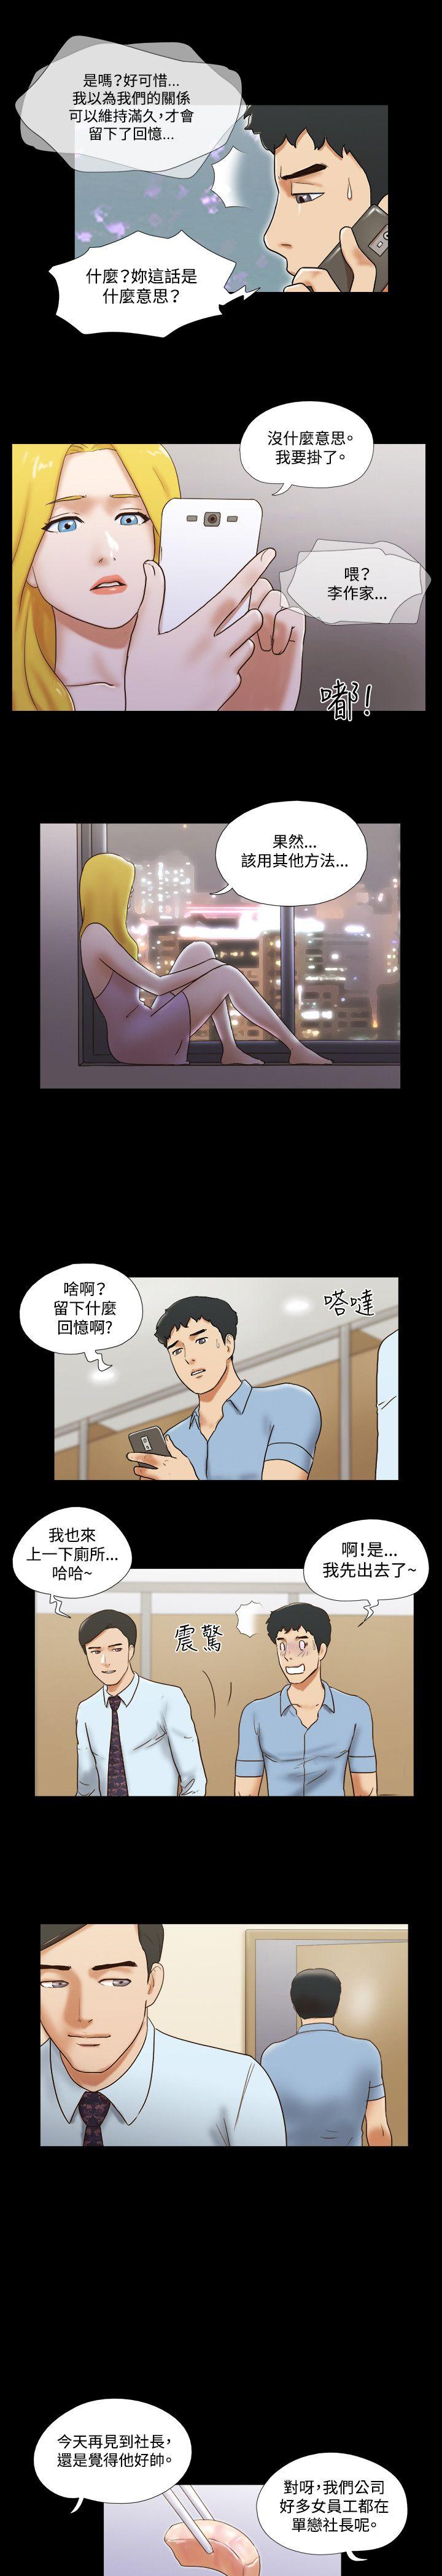 是嗎？好可惜...
我以為我們的關係
可以維持滿久，才會
留下了回憶...
什麼？妳這話是
什麼意思？
沒什麼意思。
我要掛了。
喂？
李作家...
嘟！
果然...
該用其他方法...
啥啊？
留下什麼
回憶啊？
嗒噠
我也來
上一下廁所...
哈哈~
啊！是...
我先出去了~
震驚
今天再見到社長，
還是覺得他好帥。
對呀，我們公司
好多女員工都在
單戀社長呢。